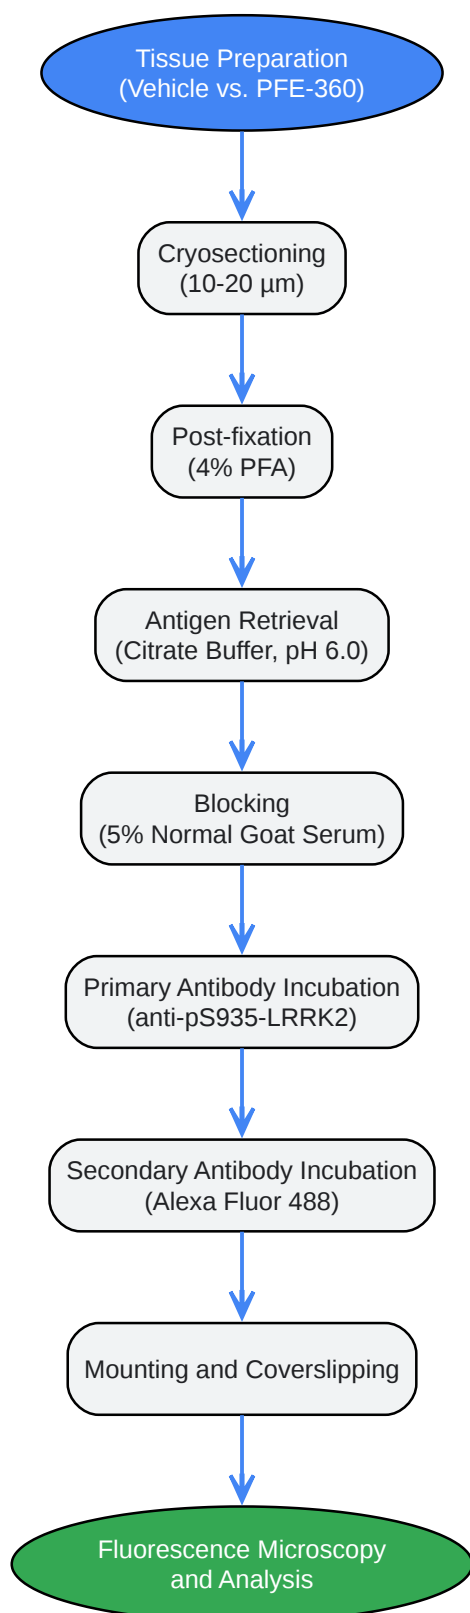 Tissue Preparation
(Vehicle vs. PFE-360)
Cryosectioning
(10-20 µm)
Post-fixation
(4% PFA)
Antigen Retrieval
(Citrate Buffer, pH 6.0)
Blocking
(5% Normal Goat Serum)
Primary Antibody Incubation
(anti-pS935-LRRK2)
Secondary Antibody Incubation
(Alexa Fluor 488)
Mounting and Coverslipping
Fluorescence Microscopy
and Analysis